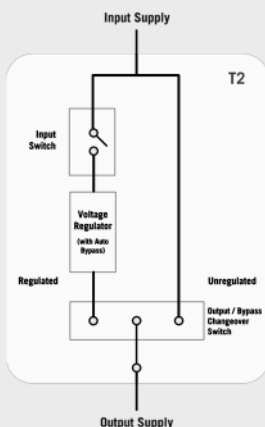 Input Supply
T2
Input
Switch
Voltage
Regulator
(with Auto
Bypass)
Regulated
Unregulated
Output / Bypass
Changeover
Switch
Output Supply